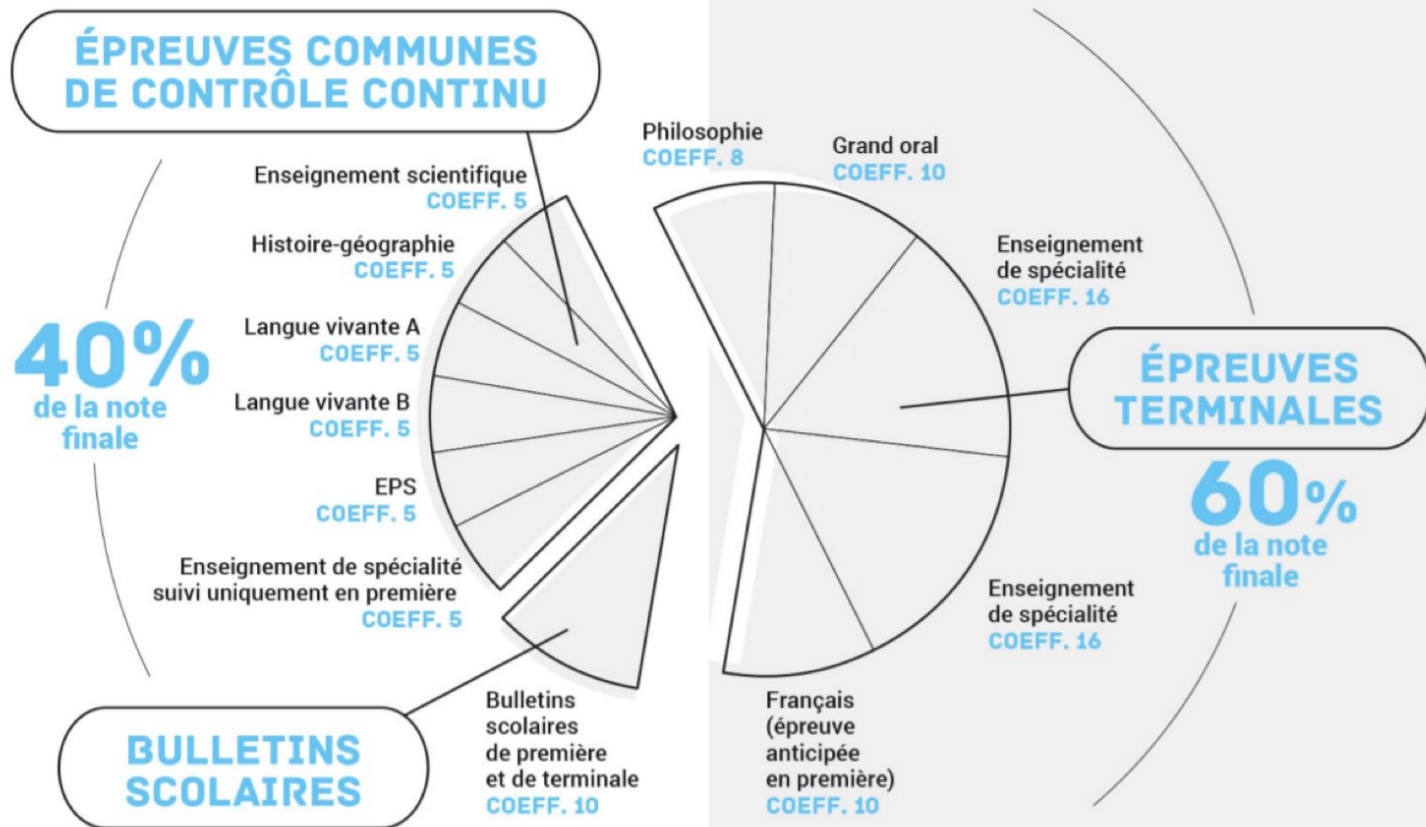 ÉPREUVES COMMUNES
DE CONTRÔLE CONTINU
Enseignement scientifique
COEFF. 5
Histoire-géographie
COEFF. 5
Langue vivante A
COEFF. 5
Langue vivante B
COEFF. 5
EPS
COEFF. 5
Enseignement de spécialité
suivi uniquement en première
COEFF. 5
40%
de la note
finale
BULLETINS
SCOLAIRES
Bulletins
scolaires
de première
et de terminale
COEFF. 10
Philosophie
COEFF. 8
Grand oral
COEFF. 10
Enseignement
de spécialité
COEFF. 16
ÉPREUVES
TERMINALES
60%
de la note
finale
Enseignement
de spécialité
COEFF. 16
Français
(épreuve
anticipée
en première)
COEFF. 10